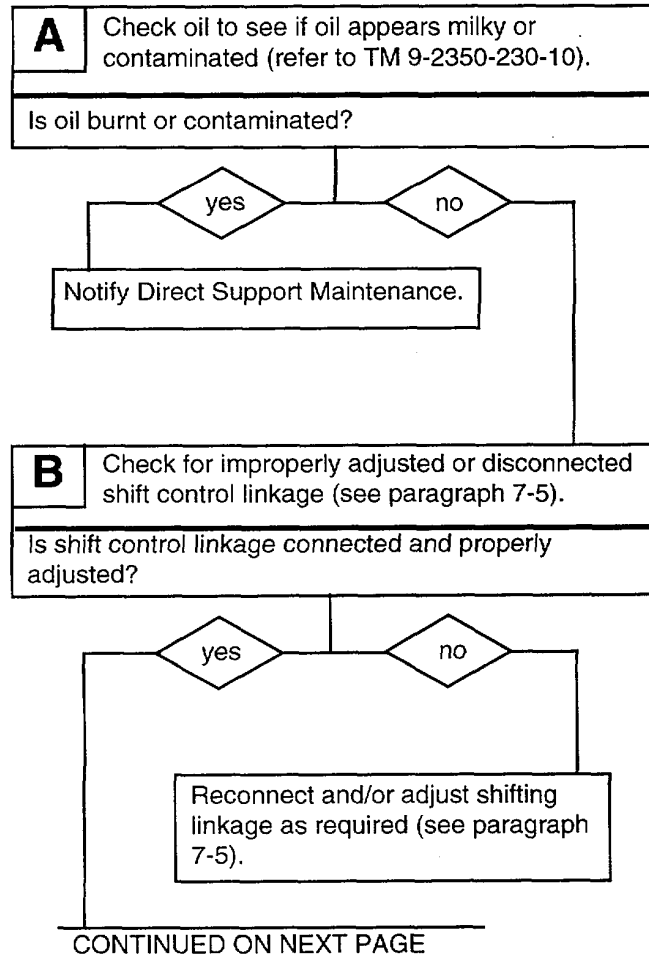 A
Check oil to see if oil appears milky or
contaminated (refer to TM 9-2350-230-10).
Is oil burnt or contaminated?
yes
no
Notify Direct Support Maintenance.
B
Check for improperly adjusted or disconnected
shift control linkage (see paragraph 7-5).
Is shift control linkage connected and properly
adjusted?
yes
no
Reconnect and/or adjust shifting
linkage as required (see paragraph
7-5).
CONTINUED ON NEXT PAGE